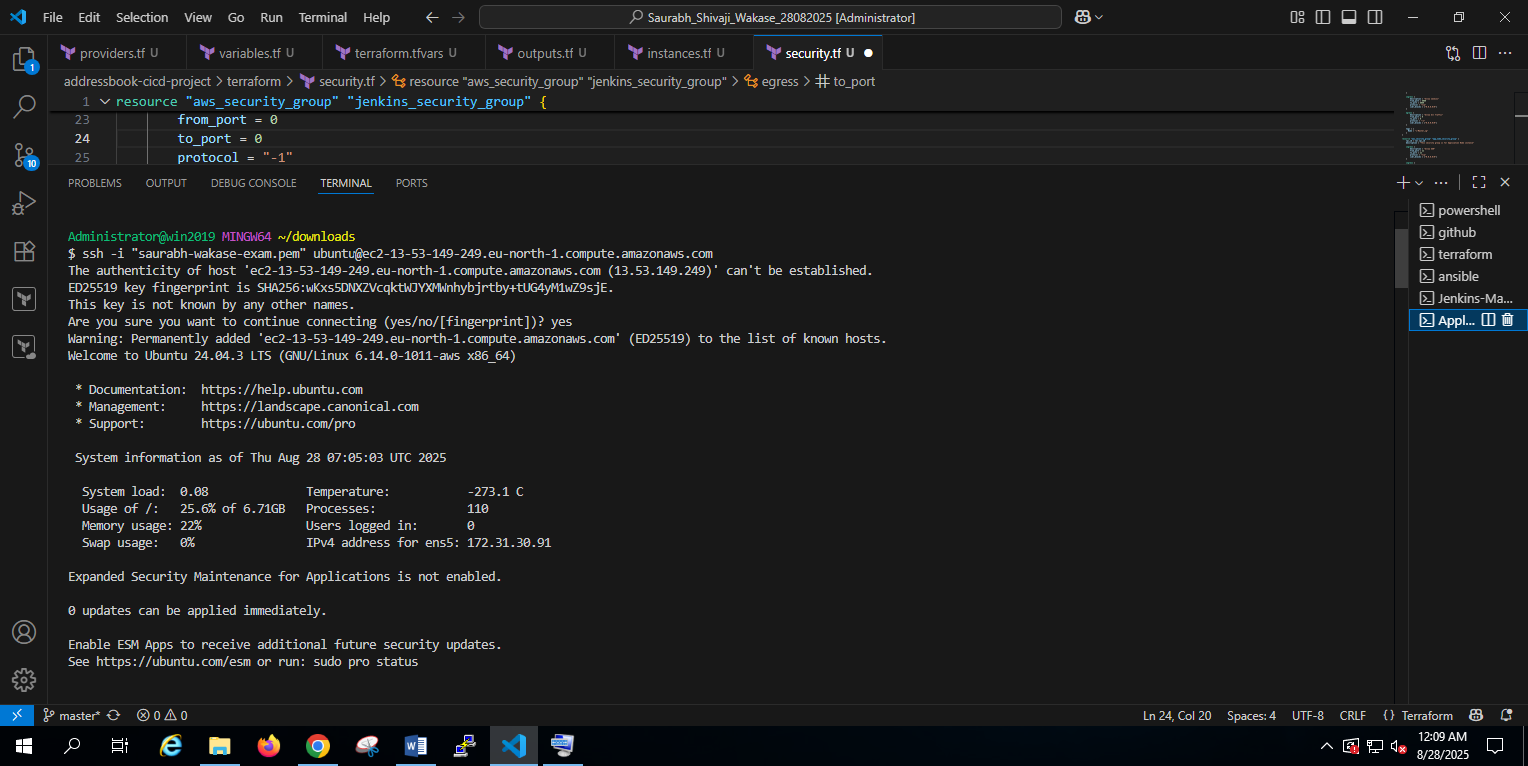 File Edit Selection View Go Run Terminal Help
Saurabh_Shivaji_Wakase_28082025 [Administrator]
providers.tf U
variables.tf U
terraform.tfvars U
outputs.tf U
instances.tf U
security.tf U
addressbook-cicd-project > terraform > security.tf > resource "aws_security_group" "jenkins_security_group" > egress > to_port
1 resource "aws_security_group" "jenkins_security_group" {
23 from_port = 0
24 to_port = 0
25 protocol = "-1"
PROBLEMS OUTPUT DEBUG CONSOLE TERMINAL PORTS
Administrator@win2019 MINGW64 ~/downloads
$ ssh -i "saurabh-wakase-exam.pem" ubuntu@ec2-13-53-149-249.eu-north-1.compute.amazonaws.com
The authenticity of host 'ec2-13-53-149-249.eu-north-1.compute.amazonaws.com (13.53.149.249)' can't be established.
ED25519 key fingerprint is SHA256:wKxs5DNXZVcqktWJYXMWnhybjrtby+tUG4yM1wZ9sjE.
This key is not known by any other names.
Are you sure you want to continue connecting (yes/no/[fingerprint])? yes
Warning: Permanently added 'ec2-13-53-149-249.eu-north-1.compute.amazonaws.com' (ED25519) to the list of known hosts.
Welcome to Ubuntu 24.04.3 LTS (GNU/Linux 6.14.0-1011-aws x86_64)
* Documentation: https://help.ubuntu.com
* Management: https://landscape.canonical.com
* Support: https://ubuntu.com/pro
System information as of Thu Aug 28 07:05:03 UTC 2025
System load: 0.08 Temperature: -273.1 C
Usage of /: 25.6% of 6.71GB Processes: 110
Memory usage: 22% Users logged in: 0
Swap usage: 0% IPv4 address for ens5: 172.31.30.91
Expanded Security Maintenance for Applications is not enabled.
0 updates can be applied immediately.
Enable ESM Apps to receive additional future security updates.
See https://ubuntu.com/esm or run: sudo pro status
powershell
github
terraform
ansible
Jenkins-Ma...
Appl...
1
10
master* 0 0
Ln 24, Col 20 Spaces: 4 UTF-8 CRLF {} Terraform
12:09 AM
8/28/2025